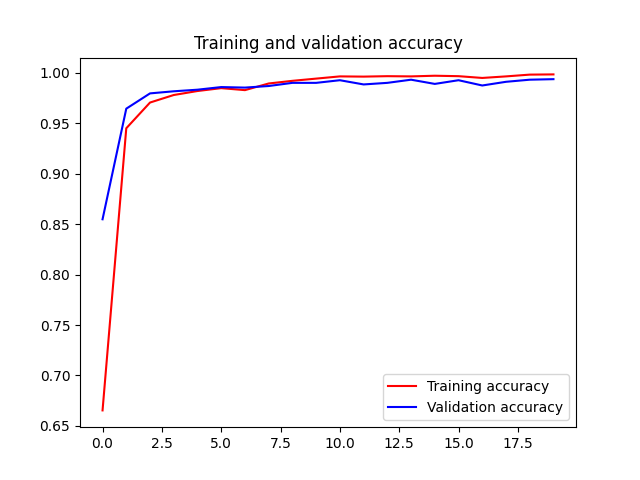 Training and validation accuracy
1.00
0.95
0.90
0.85
0.80
0.75
0.70
0.65
0.0 2.5 5.0 7.5 10.0 12.5 15.0 17.5
Training accuracy
Validation accuracy